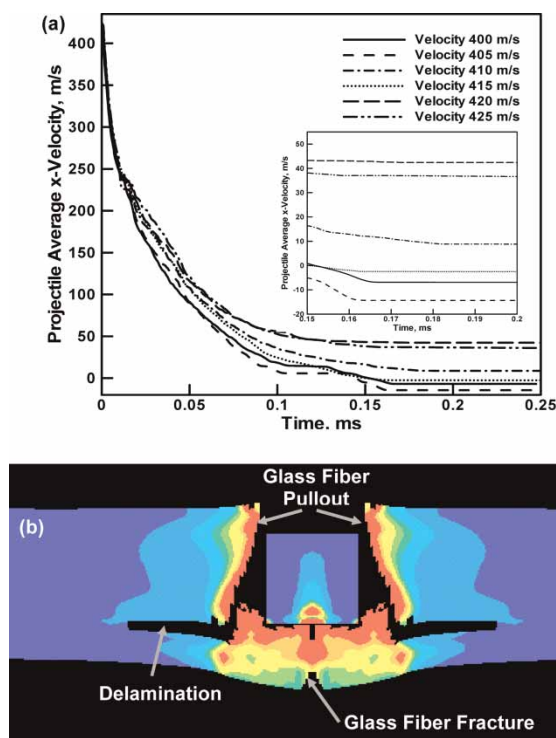 (a)
Velocity 400 m/s
Velocity 405 m/s
Velocity 410 m/s
Velocity 415 m/s
Velocity 420 m/s
Velocity 425 m/s
Projectile Average x-Velocity, m/s
400
350
300
250
200
150
100
50
0
0
0.05
0.1
0.15
0.2
0.25
Time. ms
Projectile Average x-Velocity, m/s
50
40
30
20
10
0
-10
-20
0.15
0.16
0.17
0.18
0.19
0.2
Time, ms
(b)
Glass Fiber
Pullout
Delamination
Glass Fiber Fracture